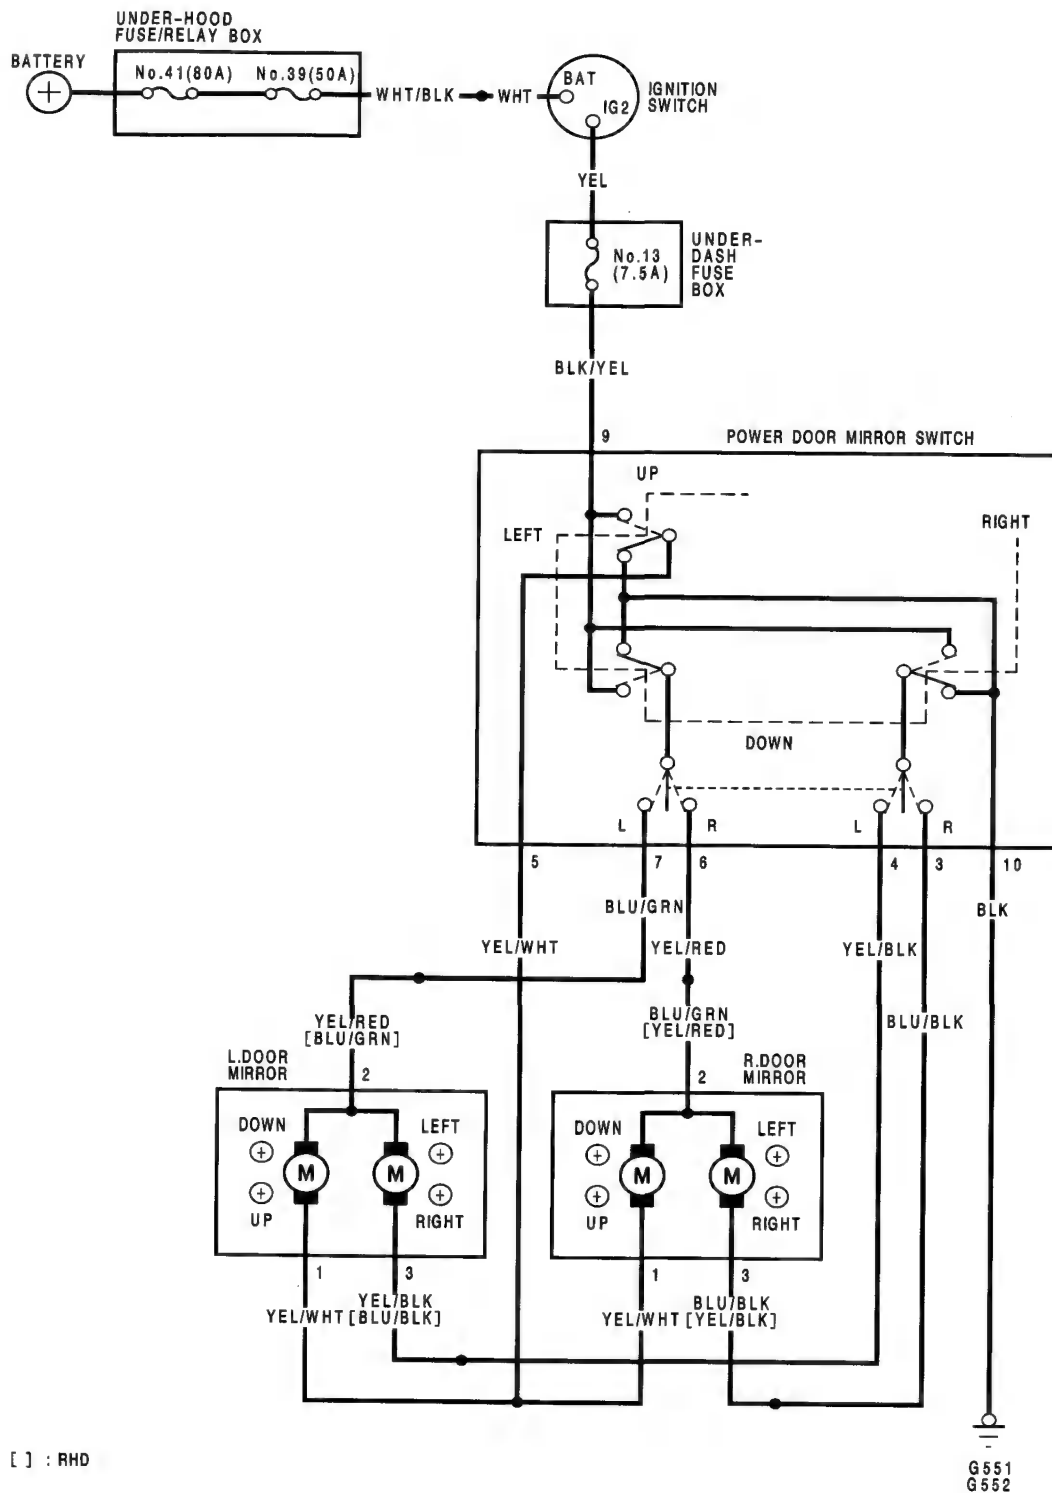 UNDER-HOOD
FUSE/RELAY BOX
BATTERY
No.41(80A)
No.39(50A)
WHT/BLK
WHT
BAT
IG2
IGNITION
SWITCH
YEL
No.13
(7.5A)
UNDER-
DASH
FUSE
BOX
BLK/YEL
9
POWER DOOR MIRROR SWITCH
UP
LEFT
RIGHT
DOWN
L
R
L
R
5
7
6
4
3
10
BLU/GRN
BLK
YEL/WHT
YEL/RED
YEL/BLK
YEL/RED
[BLU/GRN]
BLU/GRN
[YEL/RED]
BLU/BLK
L.DOOR
MIRROR
2
R.DOOR
MIRROR
2
DOWN
LEFT
M
M
UP
RIGHT
DOWN
LEFT
M
M
UP
RIGHT
1
3
1
3
YEL/WHT
YEL/BLK
[BLU/BLK]
YEL/WHT
BLU/BLK
[YEL/BLK]
[ ] : RHD
G551
G552